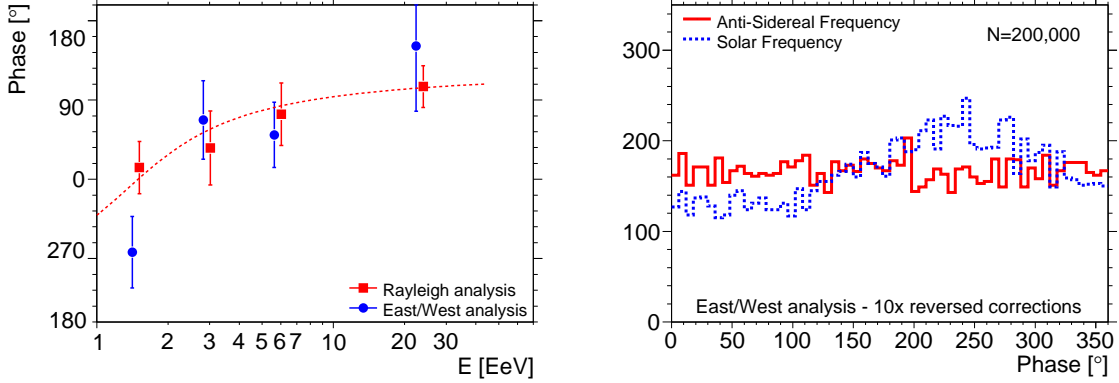 Phase [°]
180
90
0
270
180
Rayleigh analysis
East/West analysis
1 2 3 4 5 6 7 10 20 30
E [EeV]
Anti-Sidereal Frequency
Solar Frequency
N=200,000
300
200
100
0
East/West analysis - 10x reversed corrections
0 50 100 150 200 250 300 350
Phase [°]